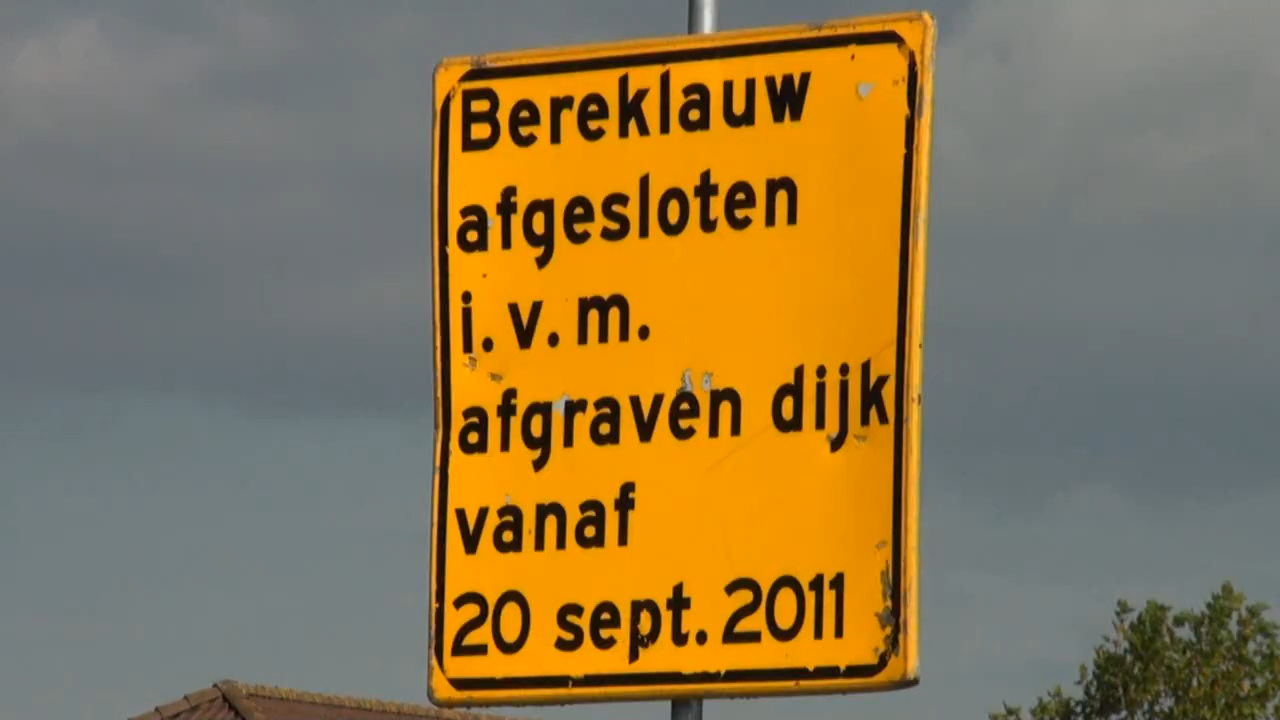 Bereklauw
afgesloten
i.v.m.
afgraven dijk
vanaf
20 sept. 2011